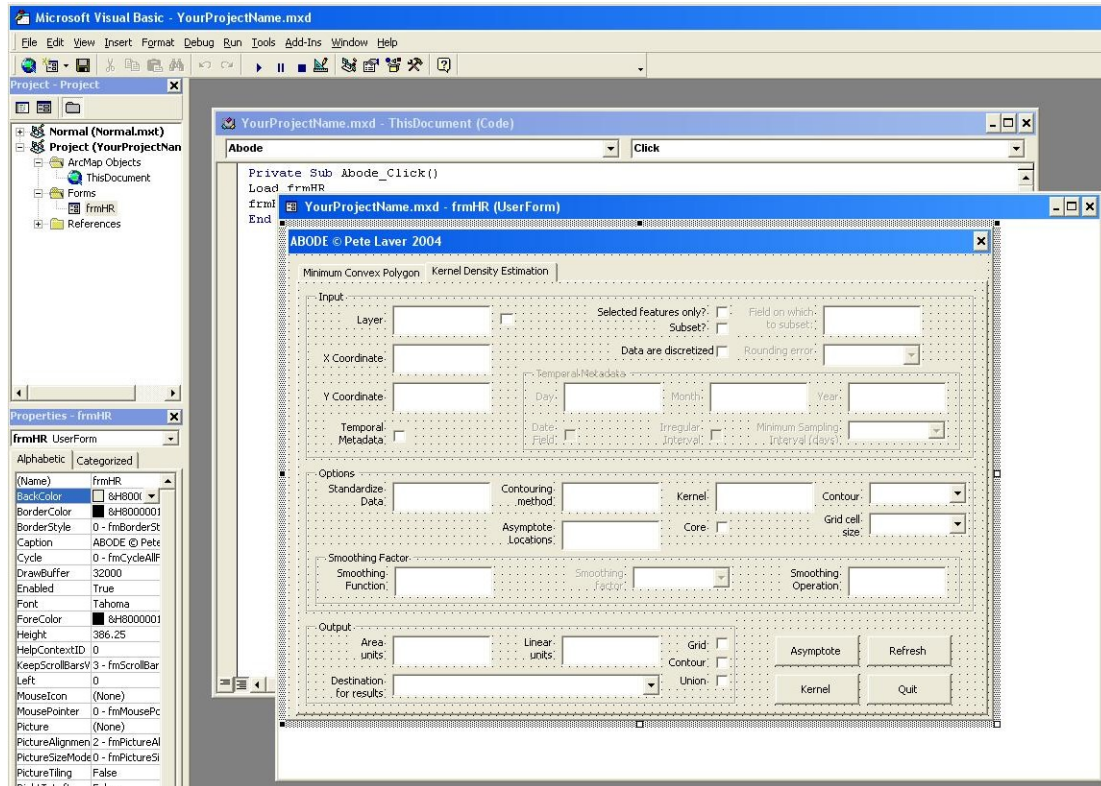 Microsoft Visual Basic - YourProjectName.mxd
File Edit View Insert Format Debug Run Tools Add-Ins Window Help
Project - Project
Normal (Normal.mxt)
Project (YourProjectNan
ArcMap Objects
ThisDocument
Forms
frmHR
References
Properties - frmHR
frmHR UserForm
Alphabetic Categorized
(Name) frmHR
BackColor &H800(
BorderColor &H8000001
BorderStyle 0 - fmBorderSt
Caption ABODE © Pete
Cycle 0 - fmCycleAllF
DrawBuffer 32000
Enabled True
Font Tahoma
ForeColor &H8000001
Height 386.25
HelpContextID 0
KeepScrollBarsV 3 - fmScrollBar
Left 0
MouseIcon (None)
MousePointer 0 - fmMousePc
Picture (None)
PictureAlignmen 2 - fmPictureAl
PictureSizeMode 0 - fmPictureSi
PictureTiling False
YourProjectName.mxd - ThisDocument (Code)
Abode Click
Private Sub Abode_Click()
Load frmHR
End
YourProjectName.mxd - frmHR (UserForm)
ABODE © Pete Laver 2004
Minimum Convex Polygon Kernel Density Estimation
Input
Layer
Selected features only?
Subset?
Field on which
to subset:
X Coordinate
Data are discretized
Rounding error
Temporal Metadata
Y Coordinate
Day
Month
Year
Temporal
Metadata
Date
Field
Irregular
Interval
Minimum Sampling
Interval (days)
Options
Standardize
Data
Contouring
method
Kernel
Contour
Asymptote
Locations
Core
Grid cell
size
Smoothing Factor
Smoothing
Function
Smoothing
factor
Smoothing
Operation
Output
Area
units
Linear
units
Grid
Contour
Destination
for results
Union
Asymptote Refresh
Kernel Quit